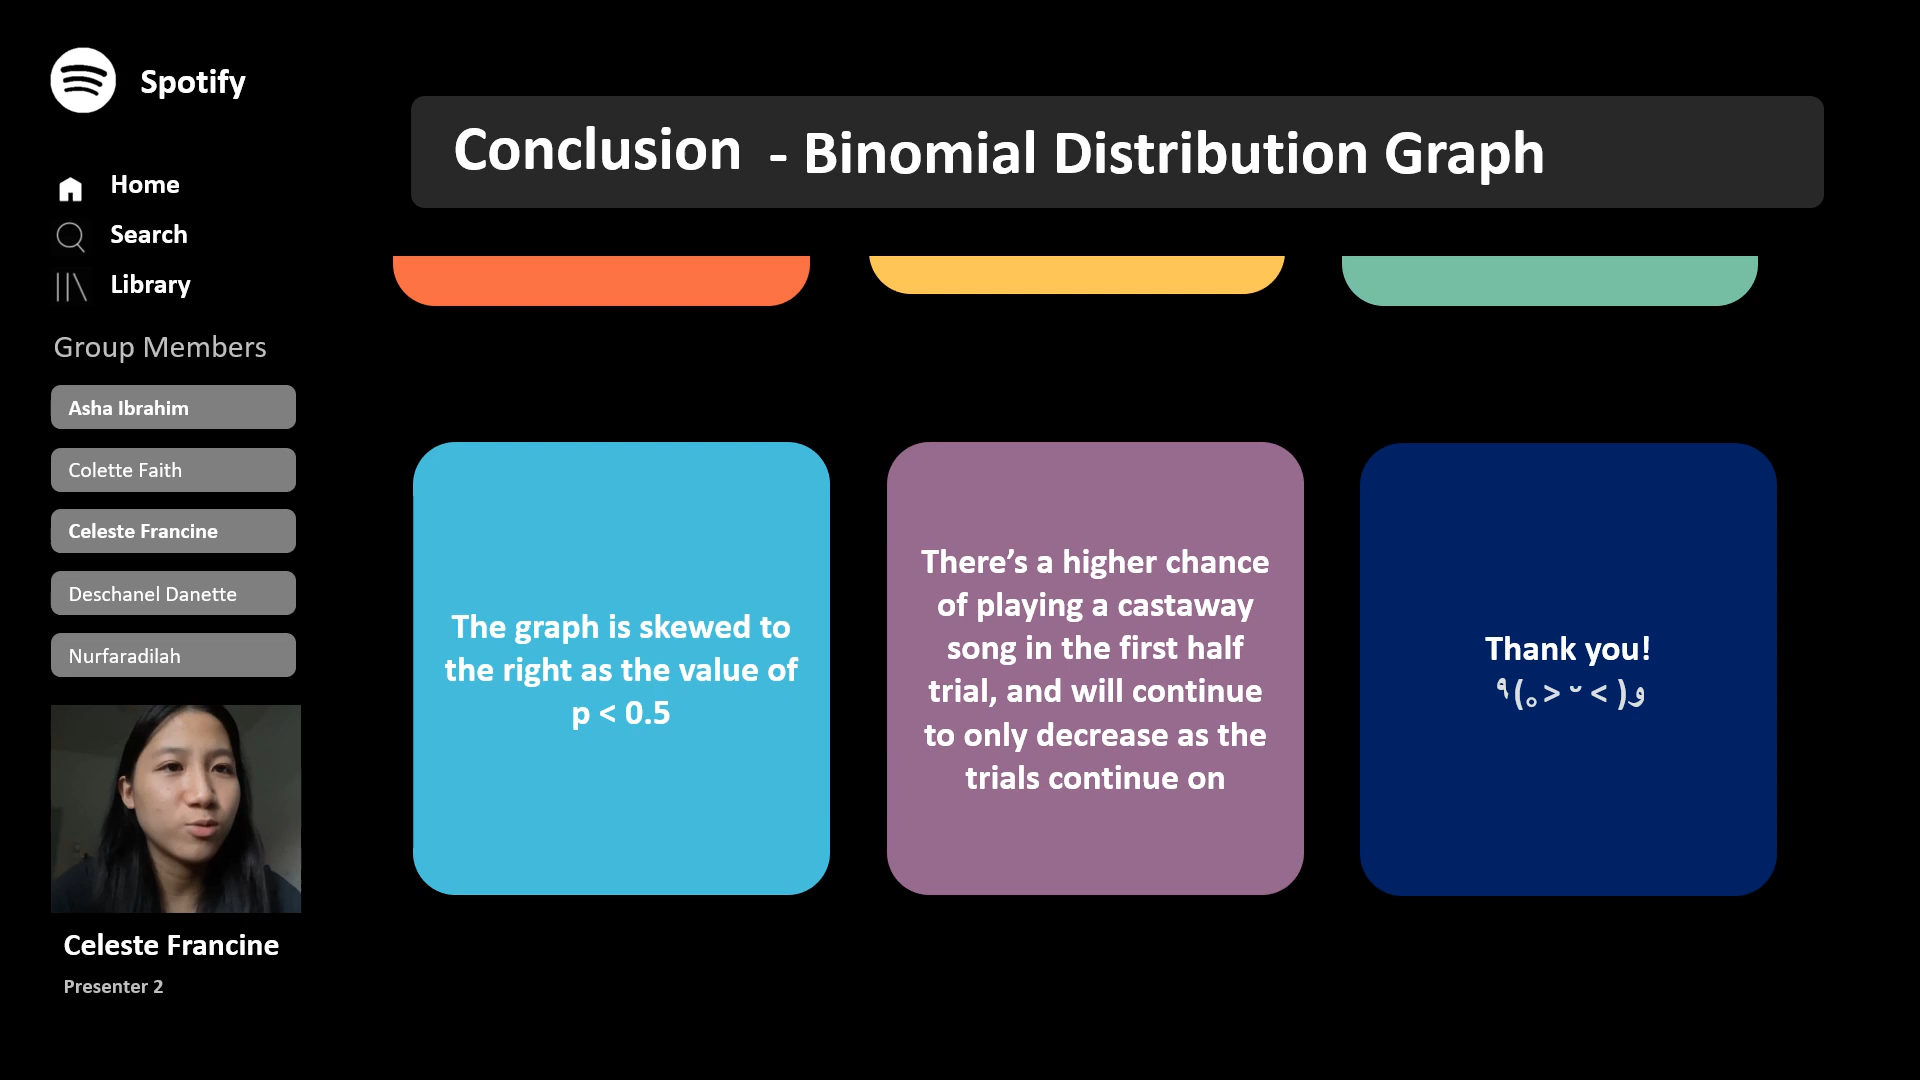 Spotify
Home
Search
Library
Group Members
Asha Ibrahim
Colette Faith
Celeste Francine
Deschanel Danette
Nurfaradilah
Celeste Francine
Presenter 2
Conclusion - Binomial Distribution Graph
The graph is skewed to
the right as the value of
p < 0.5
There’s a higher chance
of playing a castaway
song in the first half
trial, and will continue
to only decrease as the
trials continue on
Thank you!
٩(｡> ᵕ < )و